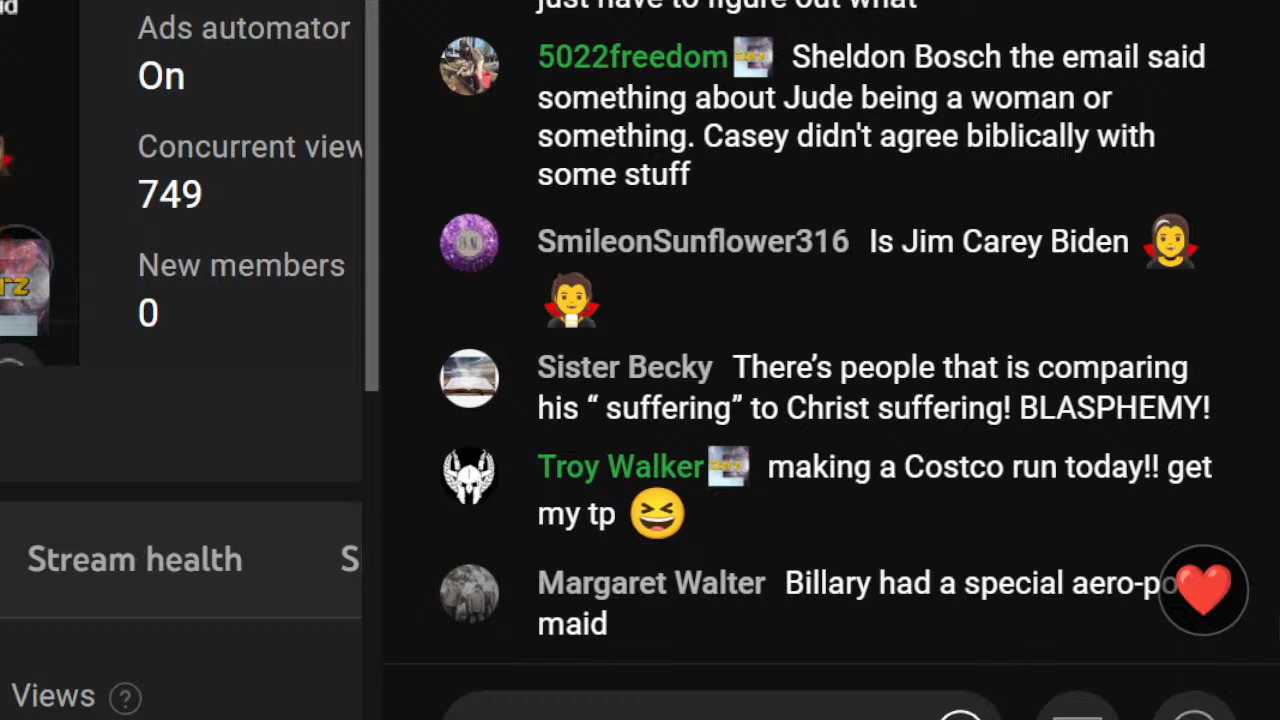 Ads automator
On
Concurrent view
749
New members
0
Stream health
S
Views ?
just have to figure out what
5022freedom Sheldon Bosch the email said
something about Jude being a woman or
something. Casey didn't agree biblically with
some stuff
SmileonSunflower316 Is Jim Carey Biden
Sister Becky There’s people that is comparing
his “ suffering” to Christ suffering! BLASPHEMY!
Troy Walker making a Costco run today!! get
my tp
Margaret Walter Billary had a special aero-po
maid